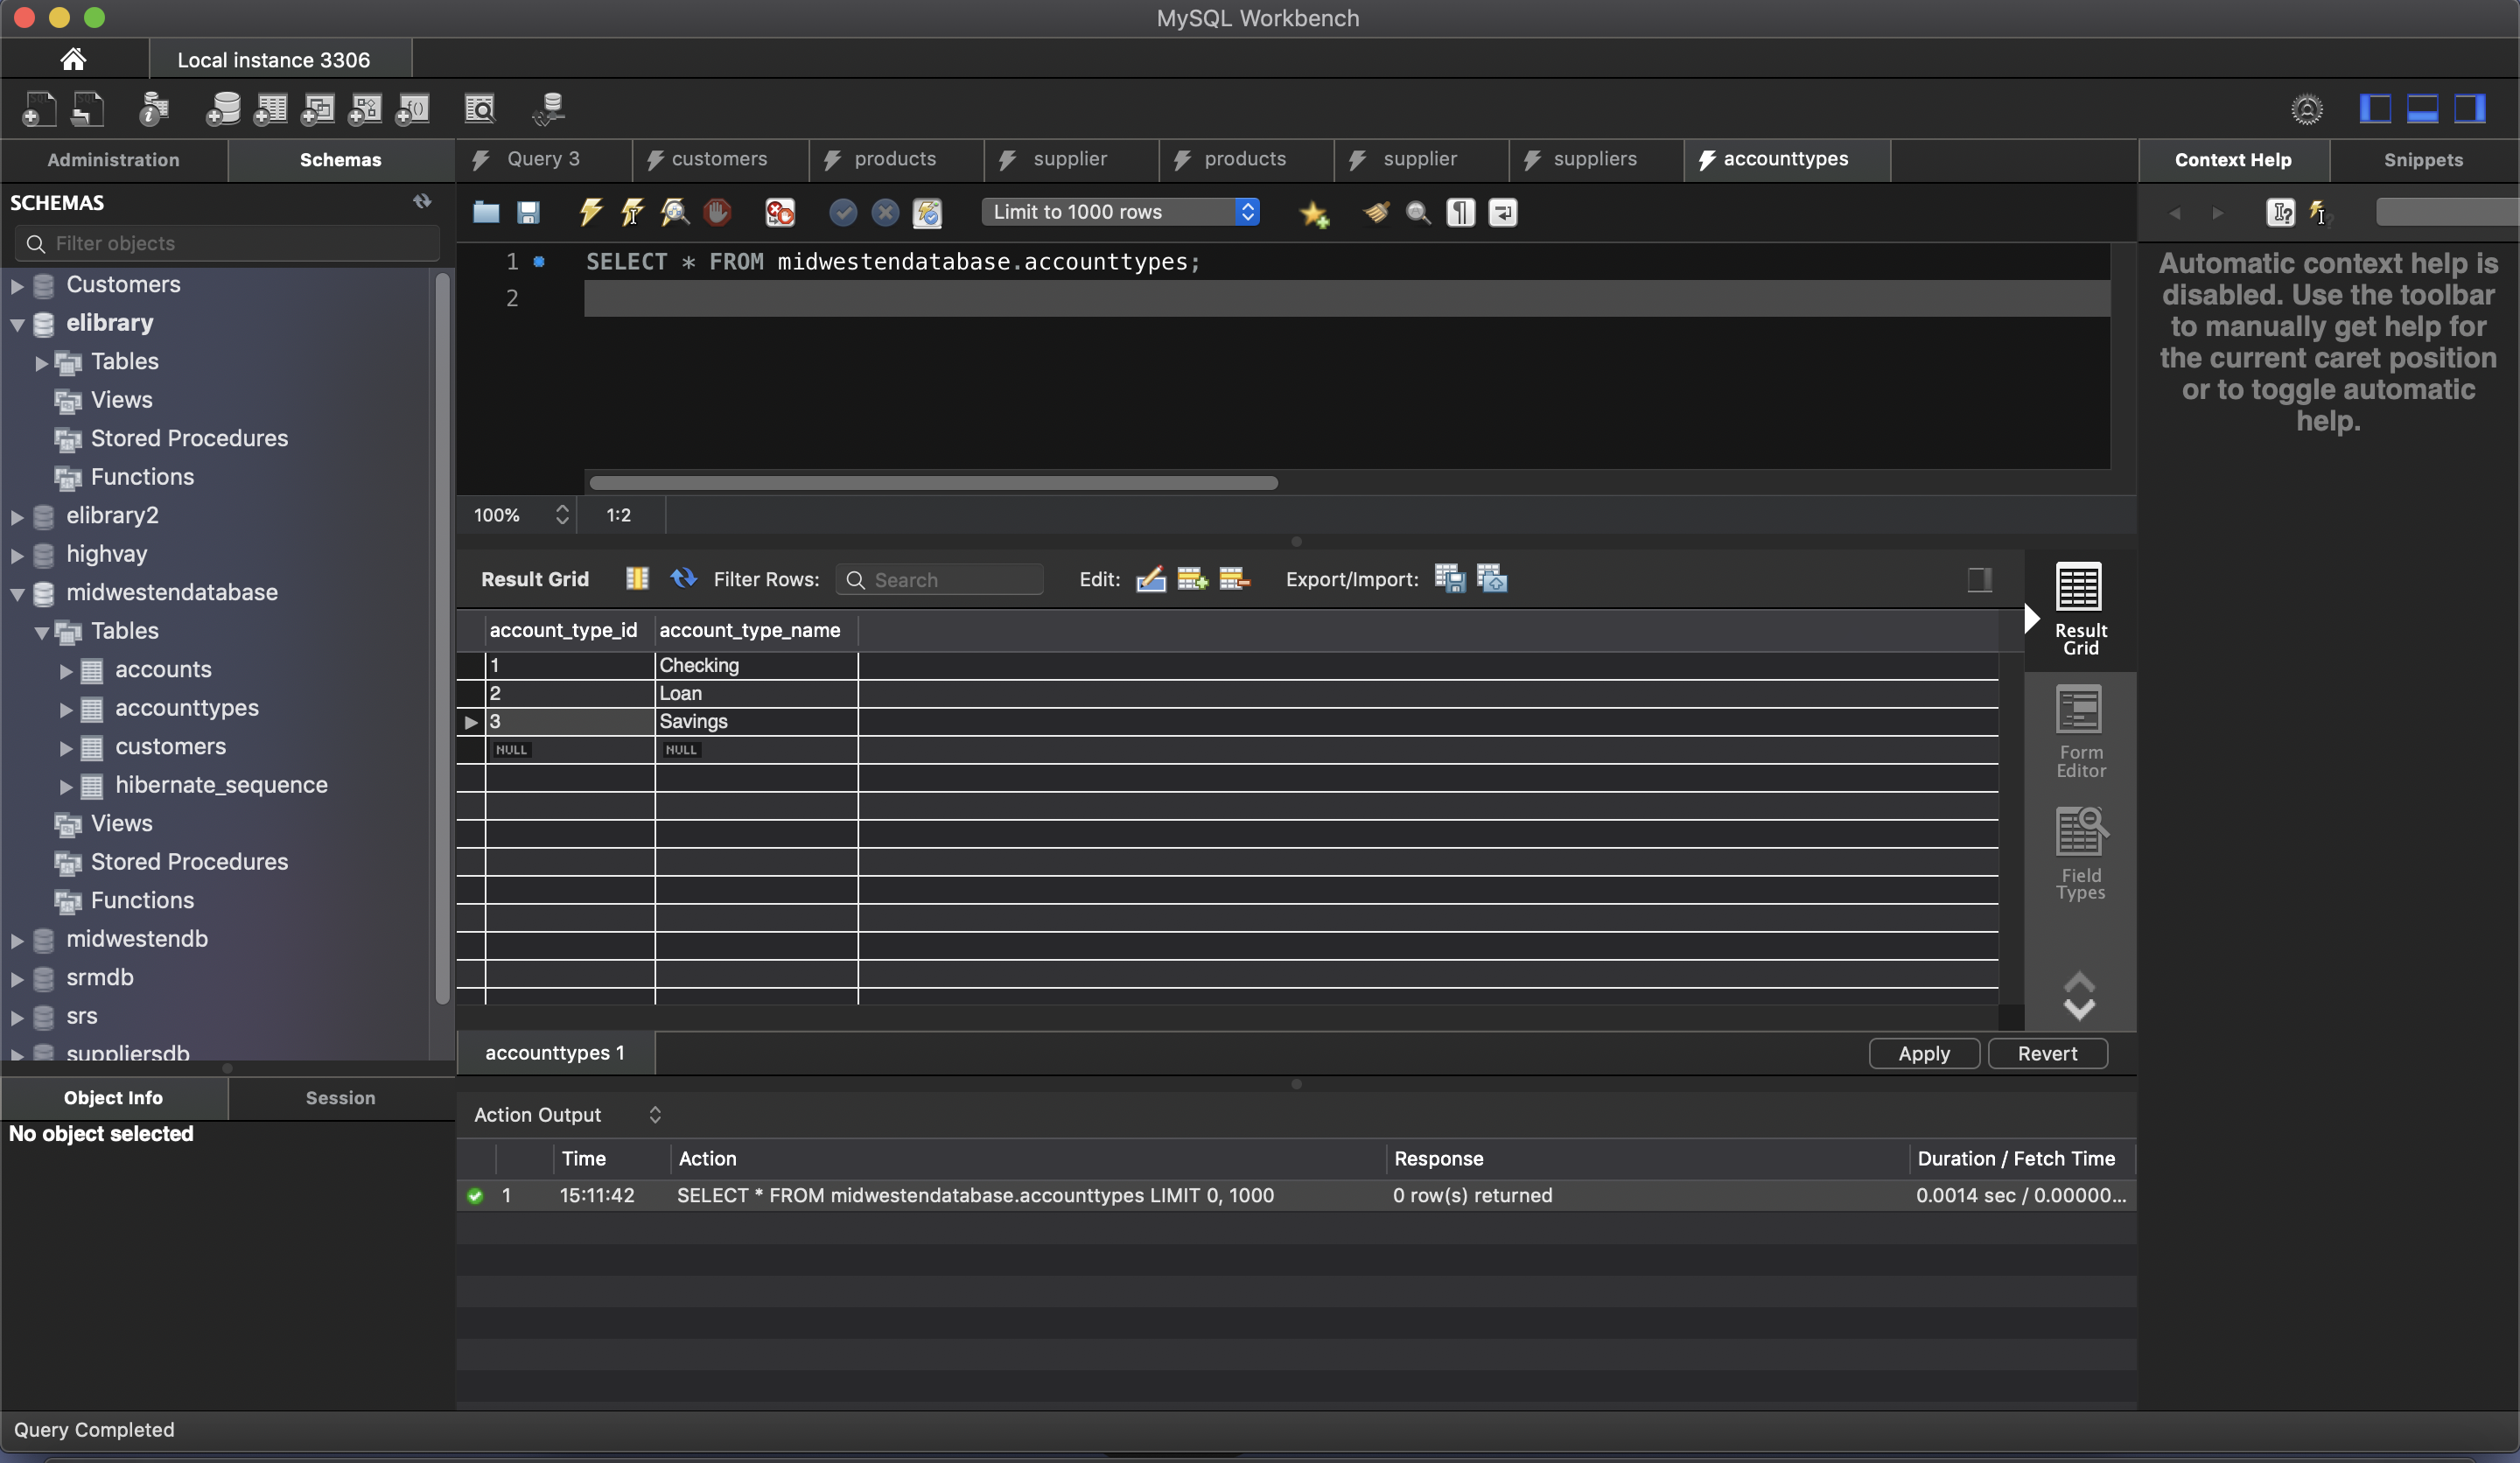 MySQL Workbench
Local instance 3306
Administration
Schemas
Query 3
customers
products
supplier
products
supplier
suppliers
accounttypes
Context Help
Snippets
SCHEMAS
Filter objects
Customers
elibrary
Tables
Views
Stored Procedures
Functions
elibrary2
highvay
midwestendatabase
Tables
accounts
accounttypes
customers
hibernate_sequence
Views
Stored Procedures
Functions
midwestendb
srmdb
srs
suppliersdb
Object Info
Session
No object selected
Limit to 1000 rows
1 SELECT * FROM midwestendatabase.accounttypes;
2
100%
1:2
Result Grid
Filter Rows:
Search
Edit:
Export/Import:
account_type_id account_type_name
1 Checking
2 Loan
3 Savings
NULL NULL
Result
Grid
Form
Editor
Field
Types
accounttypes 1
Apply
Revert
Action Output
Time Action Response Duration / Fetch Time
1 15:11:42 SELECT * FROM midwestendatabase.accounttypes LIMIT 0, 1000 0 row(s) returned 0.0014 sec / 0.00000...
Automatic context help is
disabled. Use the toolbar
to manually get help for
the current caret position
or to toggle automatic
help.
Query Completed